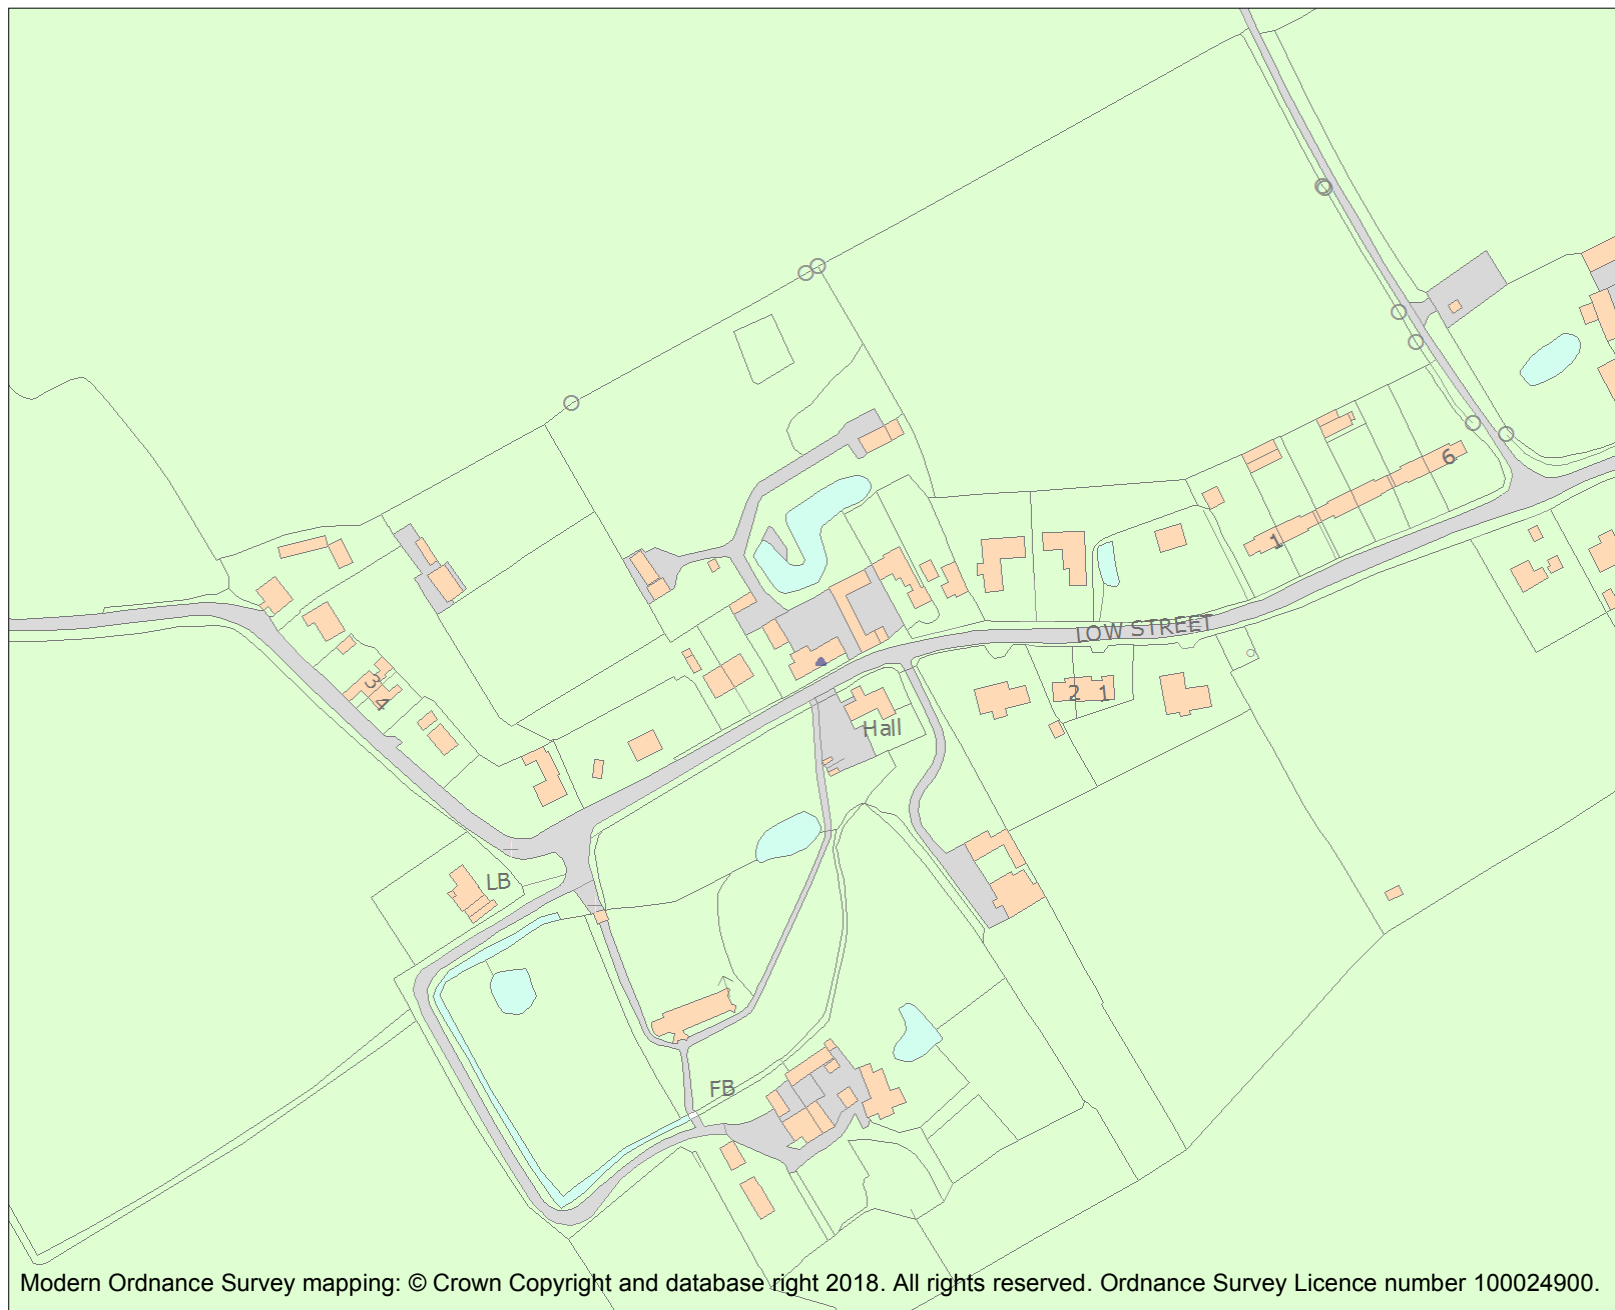 6
1
LOW STREET
3
4
2 1
Hall
LB
FB
Modern Ordnance Survey mapping: © Crown Copyright and database right 2018. All rights reserved. Ordnance Survey Licence number 100024900.